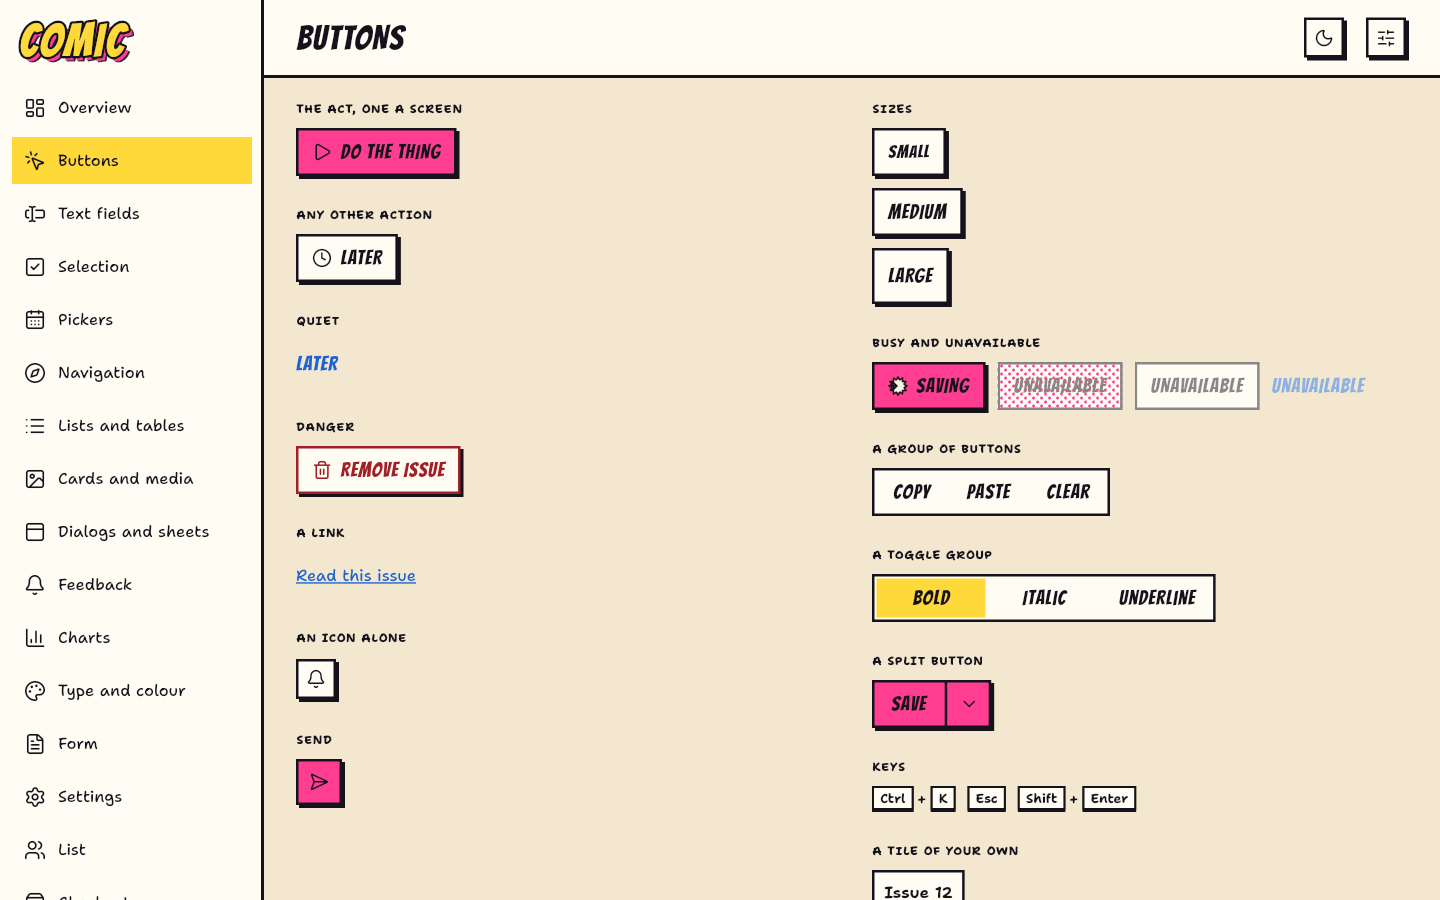 COMIC
Overview
Buttons
Text fields
Selection
Pickers
Navigation
Lists and tables
Cards and media
Dialogs and sheets
Feedback
Charts
Type and colour
Form
Settings
List
BUTTONS
THE ACT, ONE A SCREEN
DO THE THING
ANY OTHER ACTION
LATER
QUIET
LATER
DANGER
REMOVE ISSUE
A LINK
Read this issue
AN ICON ALONE
SEND
SIZES
SMALL
MEDIUM
LARGE
BUSY AND UNAVAILABLE
SAVING UNAVAILABLE UNAVAILABLE UNAVAILABLE
A GROUP OF BUTTONS
COPY PASTE CLEAR
A TOGGLE GROUP
BOLD ITALIC UNDERLINE
A SPLIT BUTTON
SAVE
KEYS
Ctrl + K Esc Shift + Enter
A TILE OF YOUR OWN
Issue 12